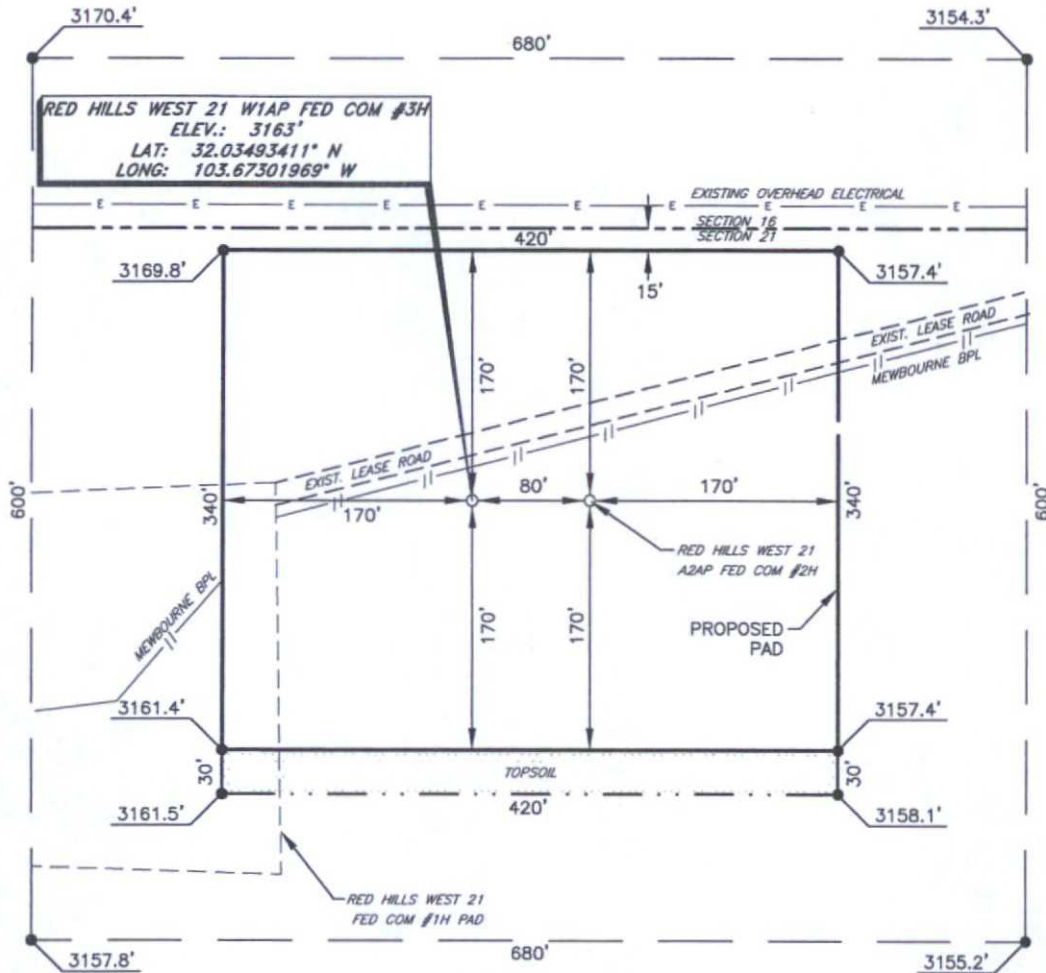 3170.4'
3154.3'
680'
RED HILLS WEST 21 W1AP FED COM #3H
ELEV.: 3163'
LAT: 32.03493411° N
LONG: 103.67301969° W
E E E E E E E E E E
EXISTING OVERHEAD ELECTRICAL
SECTION 16
SECTION 21
420'
3169.8'
3157.4'
15'
EXIST. LEASE ROAD
MEWBOURNE BPL
170'
170'
EXIST. LEASE ROAD
600'
340'
170'
80'
170'
340'
600'
RED HILLS WEST 21
A2AP FED COM #2H
MEWBOURNE BPL
170'
170'
PROPOSED
PAD
3161.4'
3157.4'
30'
TOPSOIL
30'
420'
3161.5'
3158.1'
RED HILLS WEST 21
FED COM #1H PAD
680'
3157.8'
3155.2'